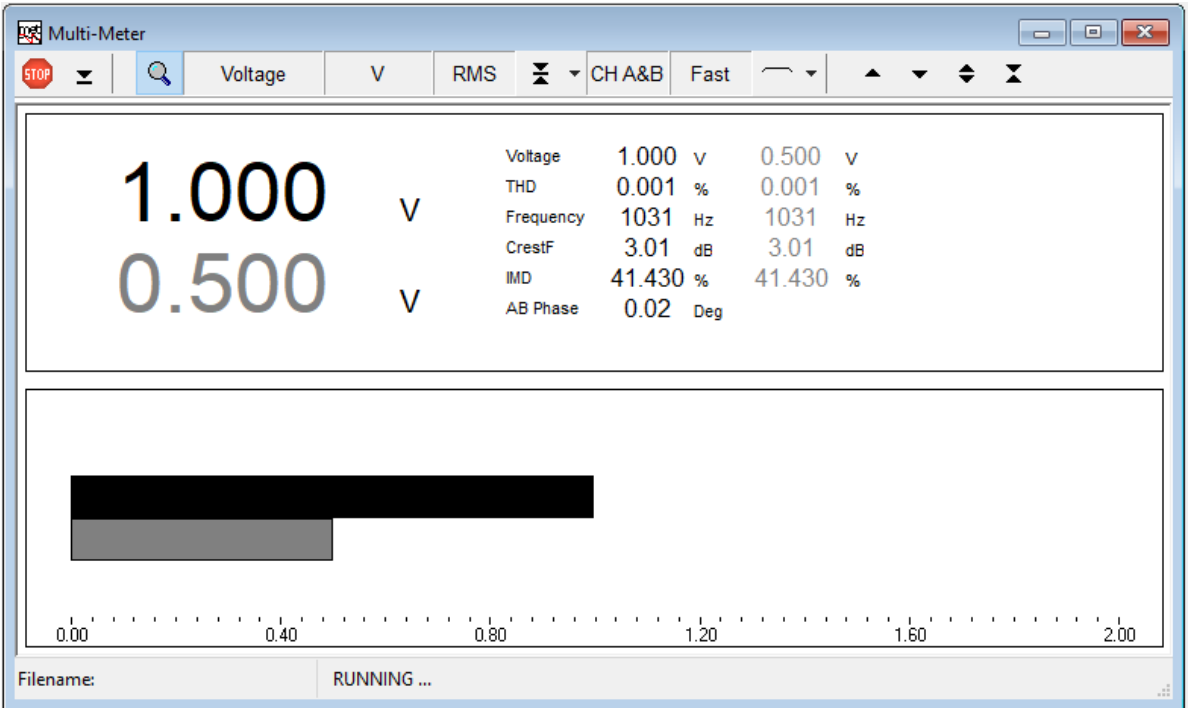 Multi-Meter
STOP Voltage V RMS CH A&B Fast
1.000 V
0.500 V
Voltage 1.000 V 0.500 V
THD 0.001 % 0.001 %
Frequency 1031 Hz 1031 Hz
CrestF 3.01 dB 3.01 dB
IMD 41.430 % 41.430 %
AB Phase 0.02 Deg
0.00 0.40 0.80 1.20 1.60 2.00
Filename: RUNNING ...